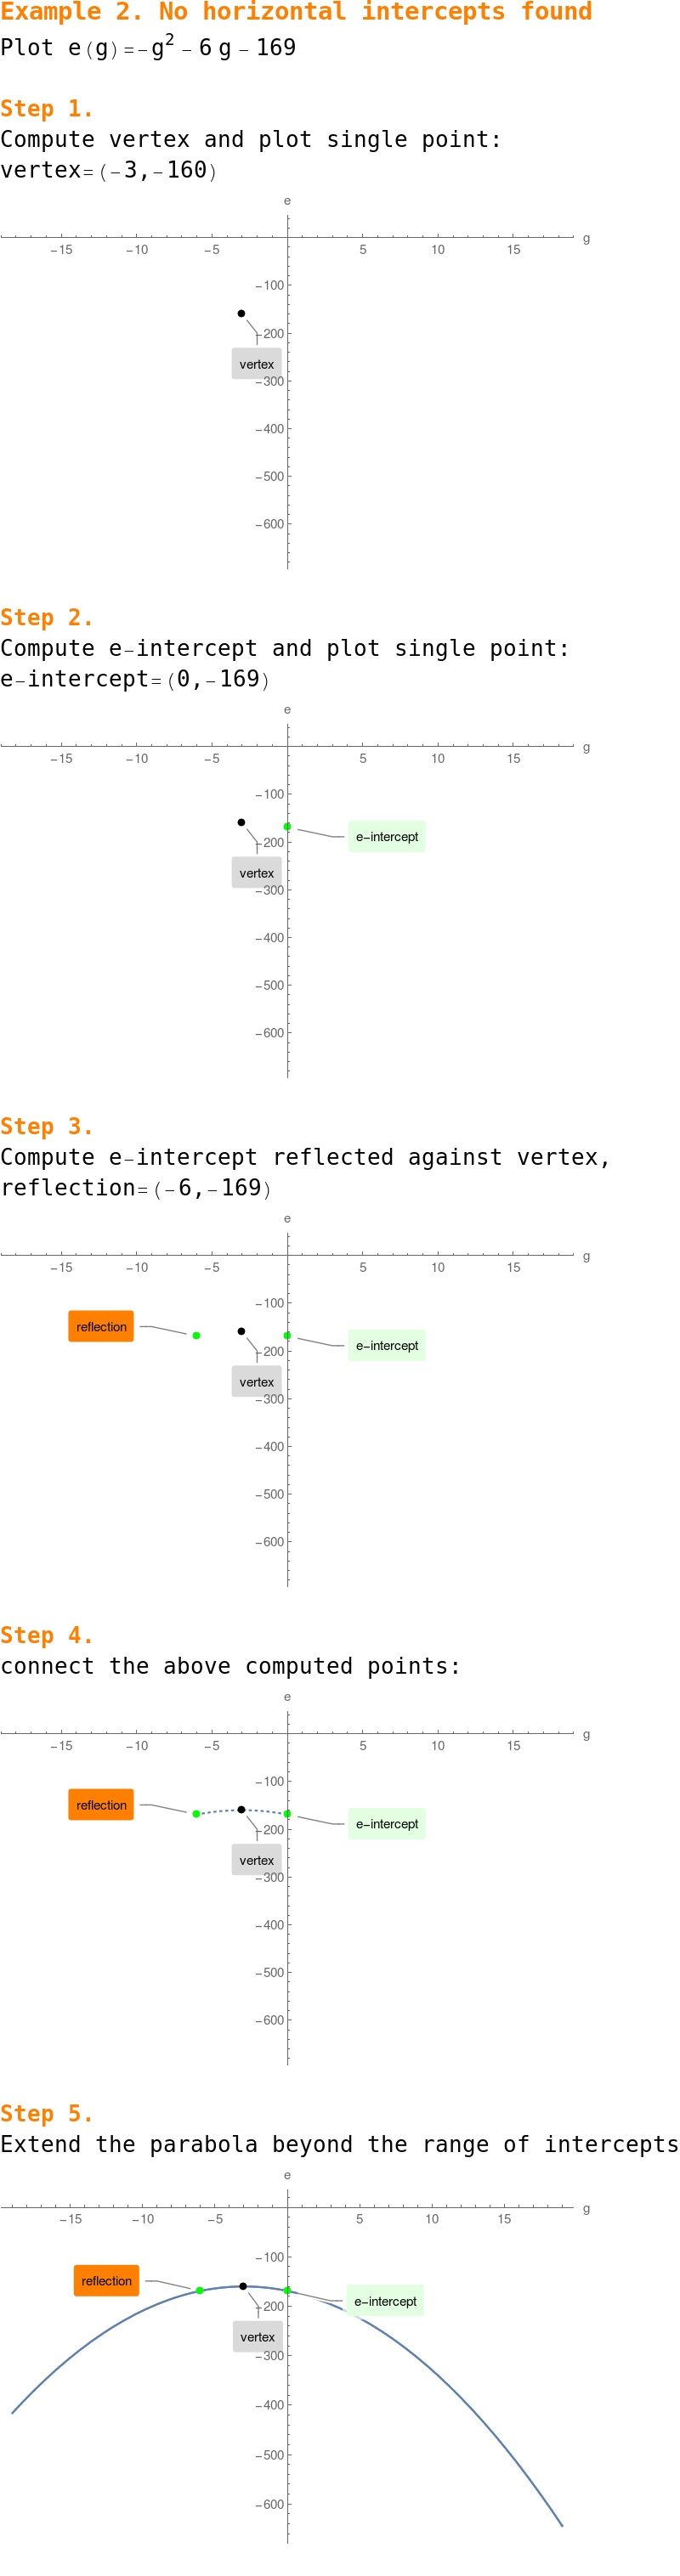 Example 2. No horizontal intercepts found
Plot e(g)=-g² - 6 g - 169
Step 1.
Compute vertex and plot single point:
vertex=(-3,-160)
e
g
-15 -10 -5 5 10 15
-100
-200
vertex
-300
-400
-500
-600
Step 2.
Compute e-intercept and plot single point:
e-intercept=(0,-169)
e
g
-15 -10 -5 5 10 15
-100
e-intercept
-200
vertex
-300
-400
-500
-600
Step 3.
Compute e-intercept reflected against vertex,
reflection=(-6,-169)
e
g
-15 -10 -5 5 10 15
-100
reflection
e-intercept
-200
vertex
-300
-400
-500
-600
Step 4.
connect the above computed points:
e
g
-15 -10 -5 5 10 15
-100
reflection
e-intercept
-200
vertex
-300
-400
-500
-600
Step 5.
Extend the parabola beyond the range of intercepts
e
g
-15 -10 -5 5 10 15
-100
reflection
e-intercept
-200
vertex
-300
-400
-500
-600